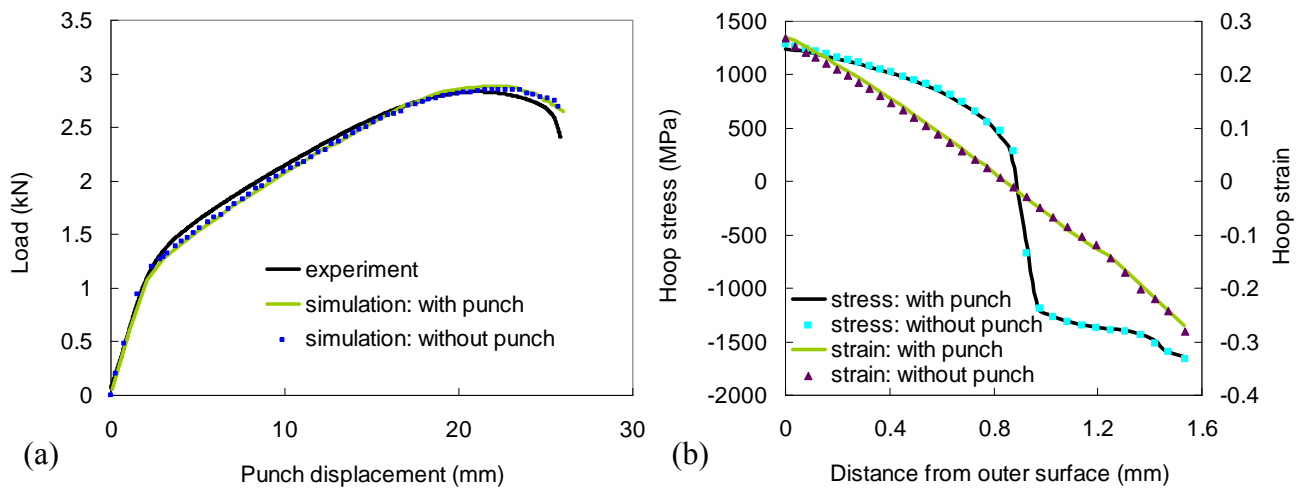 3.5
3
2.5
2
1.5
1
0.5
0
0
10
20
30
Load (kN)
Punch displacement (mm)
experiment
simulation: with punch
simulation: without punch
(a)
1500
1000
500
0
-500
-1000
-1500
-2000
0.3
0.2
0.1
0
-0.1
-0.2
-0.3
-0.4
0
0.4
0.8
1.2
1.6
Hoop stress (MPa)
Hoop strain
Distance from outer surface (mm)
stress: with punch
stress: without punch
strain: with punch
strain: without punch
(b)